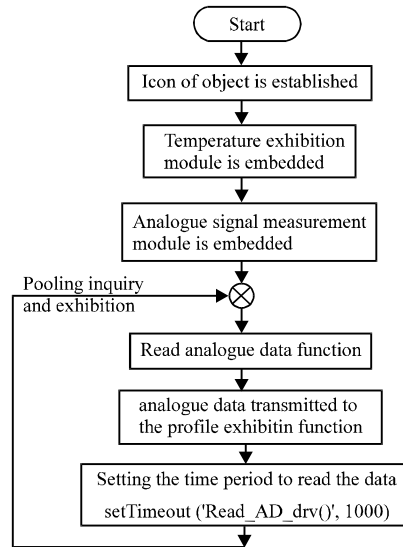 Start
Icon of object is established
Temperature exhibition
module is embedded
Analogue signal measurement
module is embedded
Pooling inquiry
and exhibition
Read analogue data function
analogue data transmitted to
the profile exhibitin function
Setting the time period to read the data
setTimeout ('Read_AD_drv()', 1000)